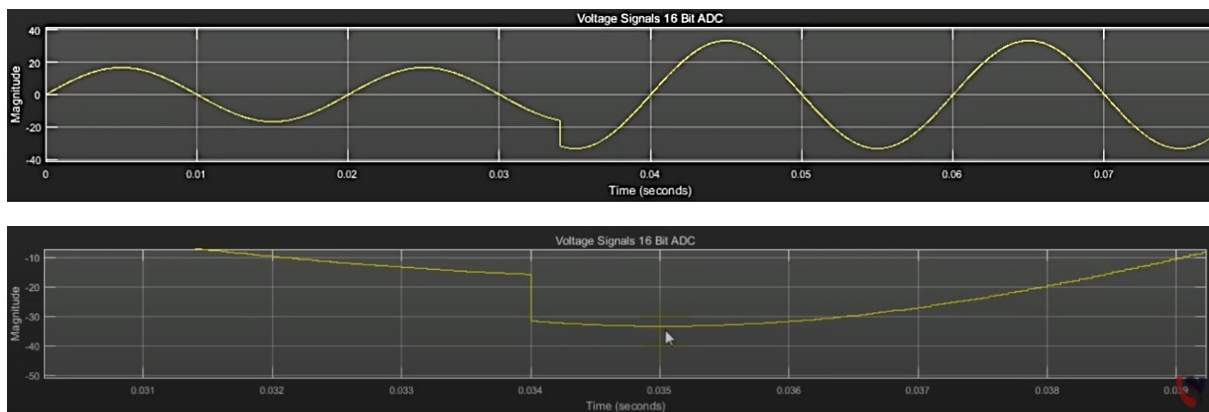 Voltage Signals 16 Bit ADC
Magnitude
40
20
0
-20
-40
0 0.01 0.02 0.03 0.04 0.05 0.06 0.07
Time (seconds)
Voltage Signals 16 Bit ADC
Magnitude
-10
-20
-30
-40
-50
0.031 0.032 0.033 0.034 0.035 0.036 0.037 0.038 0.039
Time (seconds)